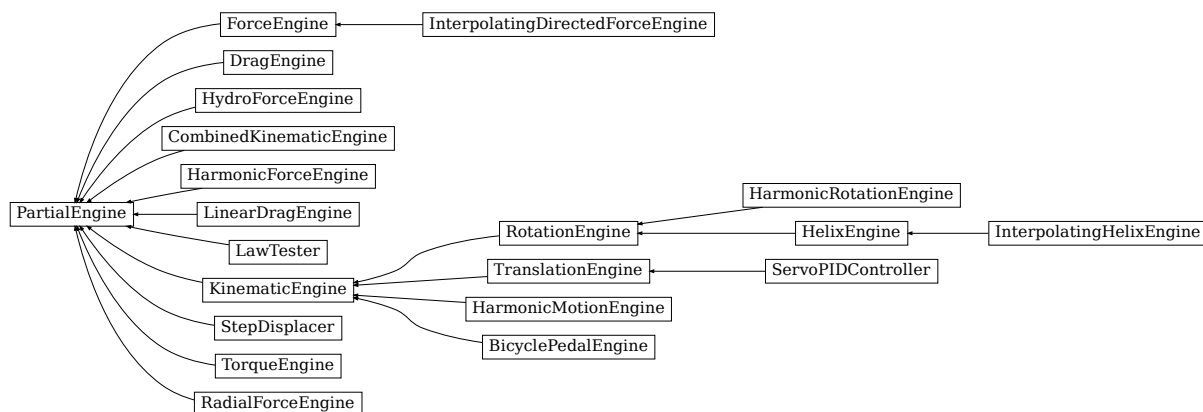 ForceEngine
InterpolatingDirectedForceEngine
DragEngine
HydroForceEngine
CombinedKinematicEngine
HarmonicForceEngine
HarmonicRotationEngine
PartialEngine
LinearDragEngine
RotationEngine
HelixEngine
InterpolatingHelixEngine
LawTester
TranslationEngine
ServoPIDController
KinematicEngine
HarmonicMotionEngine
StepDisplacer
BicyclePedalEngine
TorqueEngine
RadialForceEngine